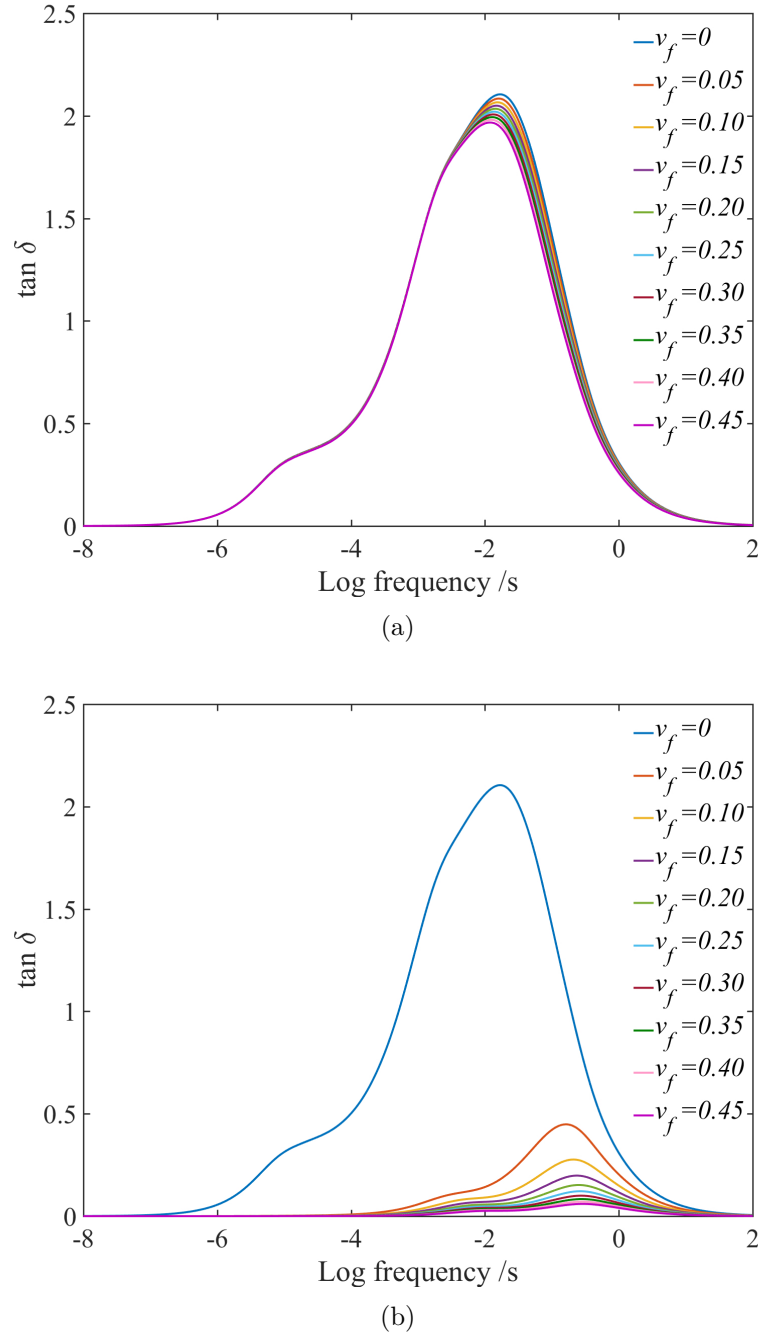 2.5
2
1.5
1
0.5
0
tan δ
-8 -6 -4 -2 0 2
Log frequency /s
v_f=0
v_f=0.05
v_f=0.10
v_f=0.15
v_f=0.20
v_f=0.25
v_f=0.30
v_f=0.35
v_f=0.40
v_f=0.45
(a)
2.5
2
1.5
1
0.5
0
tan δ
-8 -6 -4 -2 0 2
Log frequency /s
v_f=0
v_f=0.05
v_f=0.10
v_f=0.15
v_f=0.20
v_f=0.25
v_f=0.30
v_f=0.35
v_f=0.40
v_f=0.45
(b)